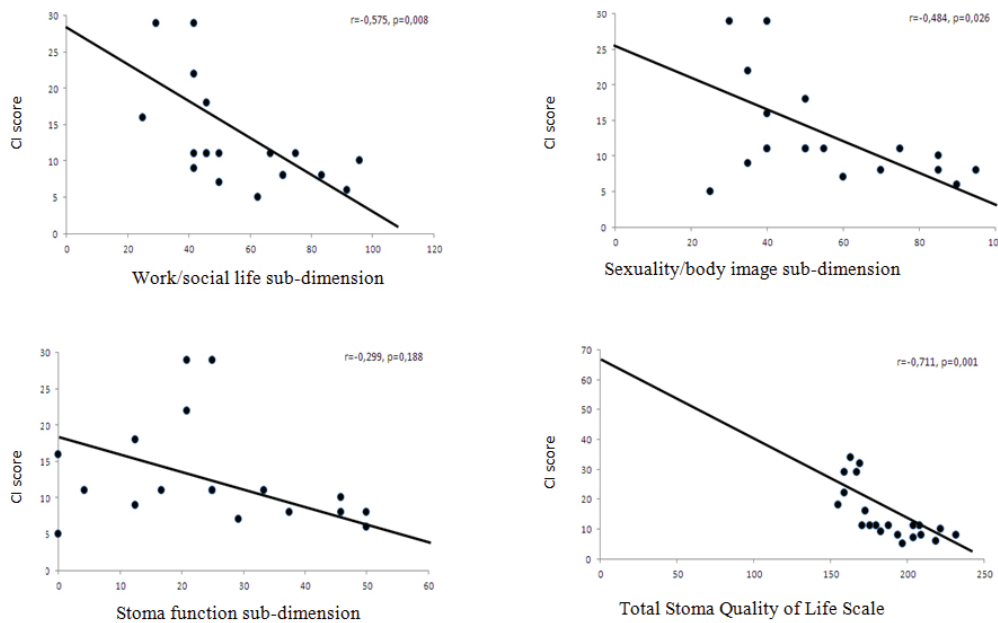 r=-0,575, p=0,008
CI score
30
25
20
15
10
5
0
0 20 40 60 80 100 120
Work/social life sub-dimension
r=-0,484, p=0,026
CI score
30
25
20
15
10
5
0
0 20 40 60 80 100
Sexuality/body image sub-dimension
r=-0,299, p=0,188
CI score
30
25
20
15
10
5
0
0 10 20 30 40 50 60
Stoma function sub-dimension
r=-0,711, p=0,001
CI score
70
60
50
40
30
20
10
0
0 50 100 150 200 250
Total Stoma Quality of Life Scale